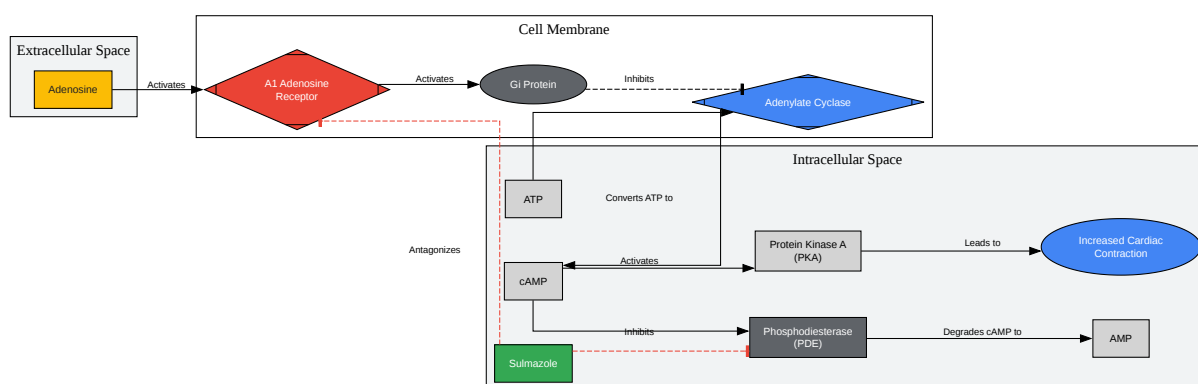 Cell Membrane
Extracellular Space
Adenosine
Activates
A1 Adenosine
Receptor
Activates
Gi Protein
Inhibits
Adenylate Cyclase
Intracellular Space
ATP
Converts ATP to
Antagonizes
cAMP
Activates
Protein Kinase A
(PKA)
Leads to
Increased Cardiac
Contraction
Inhibits
Phosphodiesterase
(PDE)
Degrades cAMP to
AMP
Sulmazole